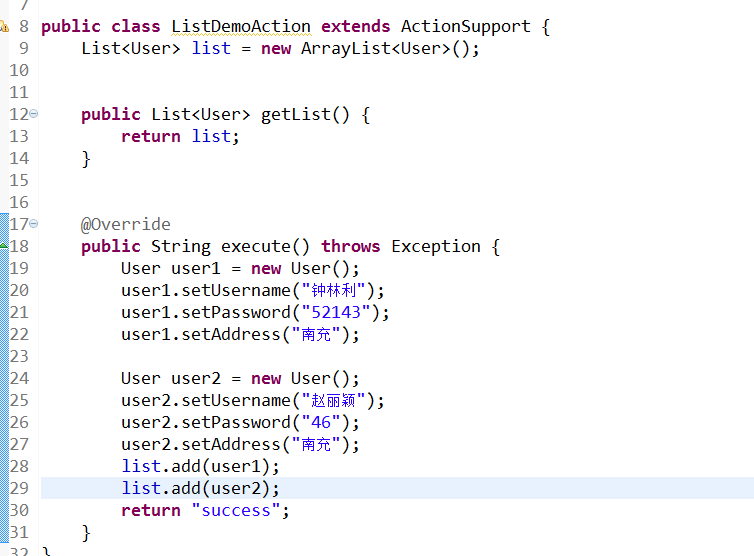 7
8 public class ListDemoAction extends ActionSupport {
9     List<User> list = new ArrayList<User>();
10
11
12     public List<User> getList() {
13         return list;
14     }
15
16
17     @Override
18     public String execute() throws Exception {
19         User user1 = new User();
20         user1.setUsername("钟林利");
21         user1.setPassword("52143");
22         user1.setAddress("南充");
23
24         User user2 = new User();
25         user2.setUsername("赵丽颖");
26         user2.setPassword("46");
27         user2.setAddress("南充");
28         list.add(user1);
29         list.add(user2);
30         return "success";
31     }
32 }